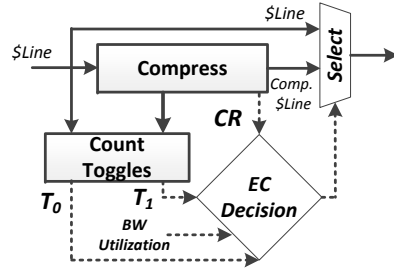 $Line
$Line
Compress
Select
Comp.
$Line
CR
Count
Toggles
T0
T1
EC
Decision
BW
Utilization